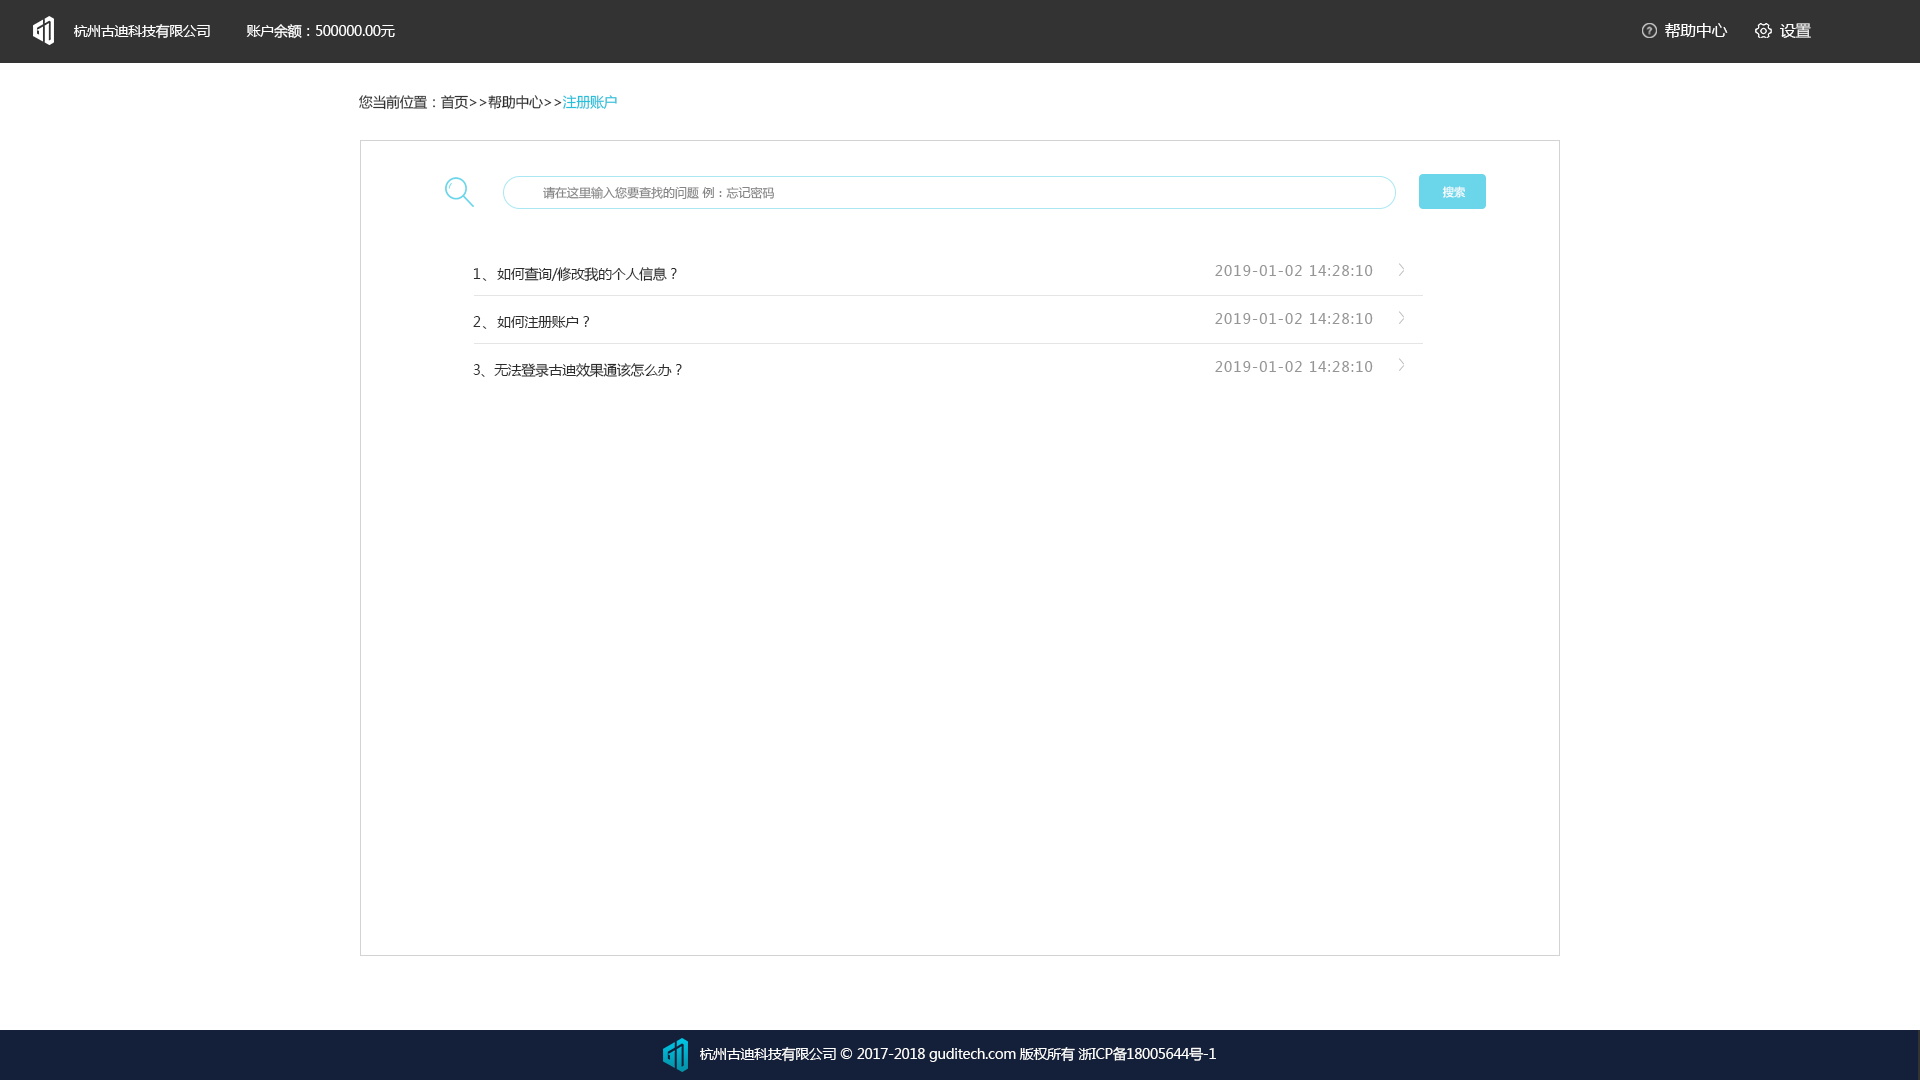 杭州古迪科技有限公司 账户余额：500000.00元 帮助中心 设置
您当前位置：首页>>帮助中心>>注册账户
请在这里输入您要查找的问题 例：忘记密码 搜索
1、如何查询/修改我的个人信息？ 2019-01-02 14:28:10
2、如何注册账户？ 2019-01-02 14:28:10
3、无法登录古迪效果通该怎么办？ 2019-01-02 14:28:10
杭州古迪科技有限公司 © 2017-2018 guditech.com 版权所有 浙ICP备18005644号-1